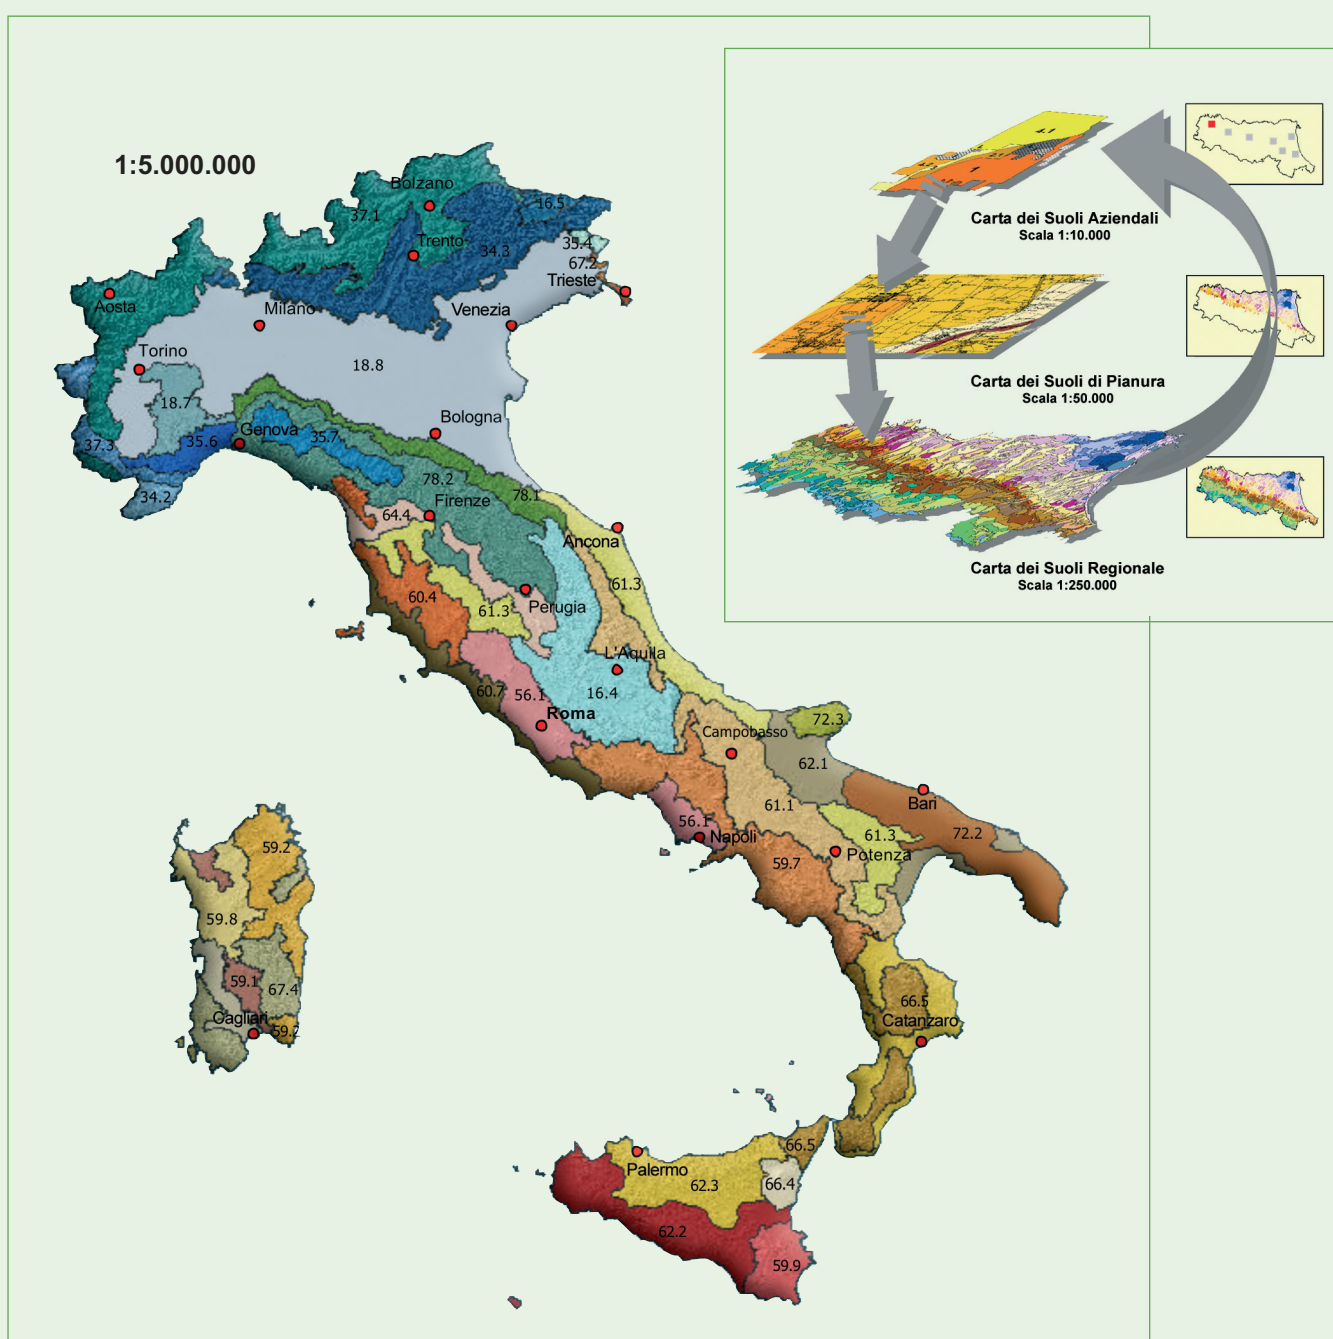 1:5.000.000
Bolzano
37.1
16.5
Trento
34.3
35.4
67.2
Trieste
Aosta
Milano
Venezia
Torino
18.8
18.7
Bologna
37.3
35.6
Genova
35.7
78.2
34.2
78.1
Firenze
64.4
Ancona
61.3
60.4
61.3
Perugia
L'Aquila
60.7
56.1
16.4
Roma
72.3
Campobasso
62.1
61.1
Bari
56.1
Napoli
61.3
72.2
59.7
Potenza
59.2
59.8
59.1
67.4
Cagliari
59.2
66.5
Catanzaro
66.5
Palermo
62.3
66.4
62.2
59.9
4.1
1
Carta dei Suoli Aziendali
Scala 1:10.000
Carta dei Suoli di Pianura
Scala 1:50.000
Carta dei Suoli Regionale
Scala 1:250.000